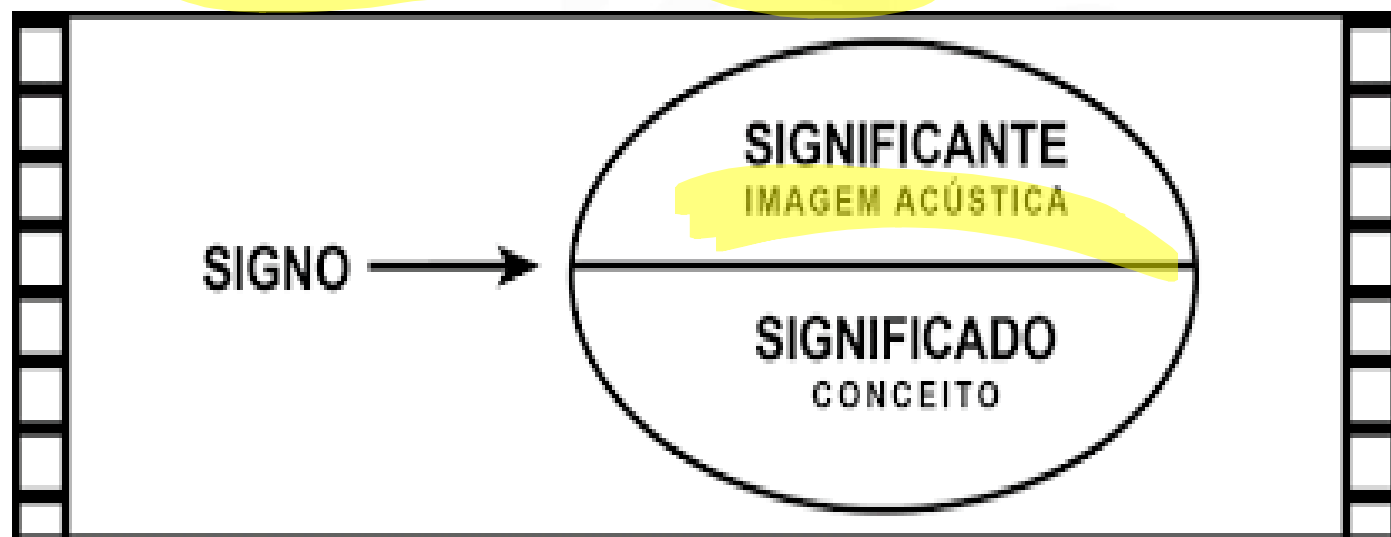 SIGNIFICANTE
IMAGEM ACÚSTICA
SIGNO
SIGNIFICADO
CONCEITO